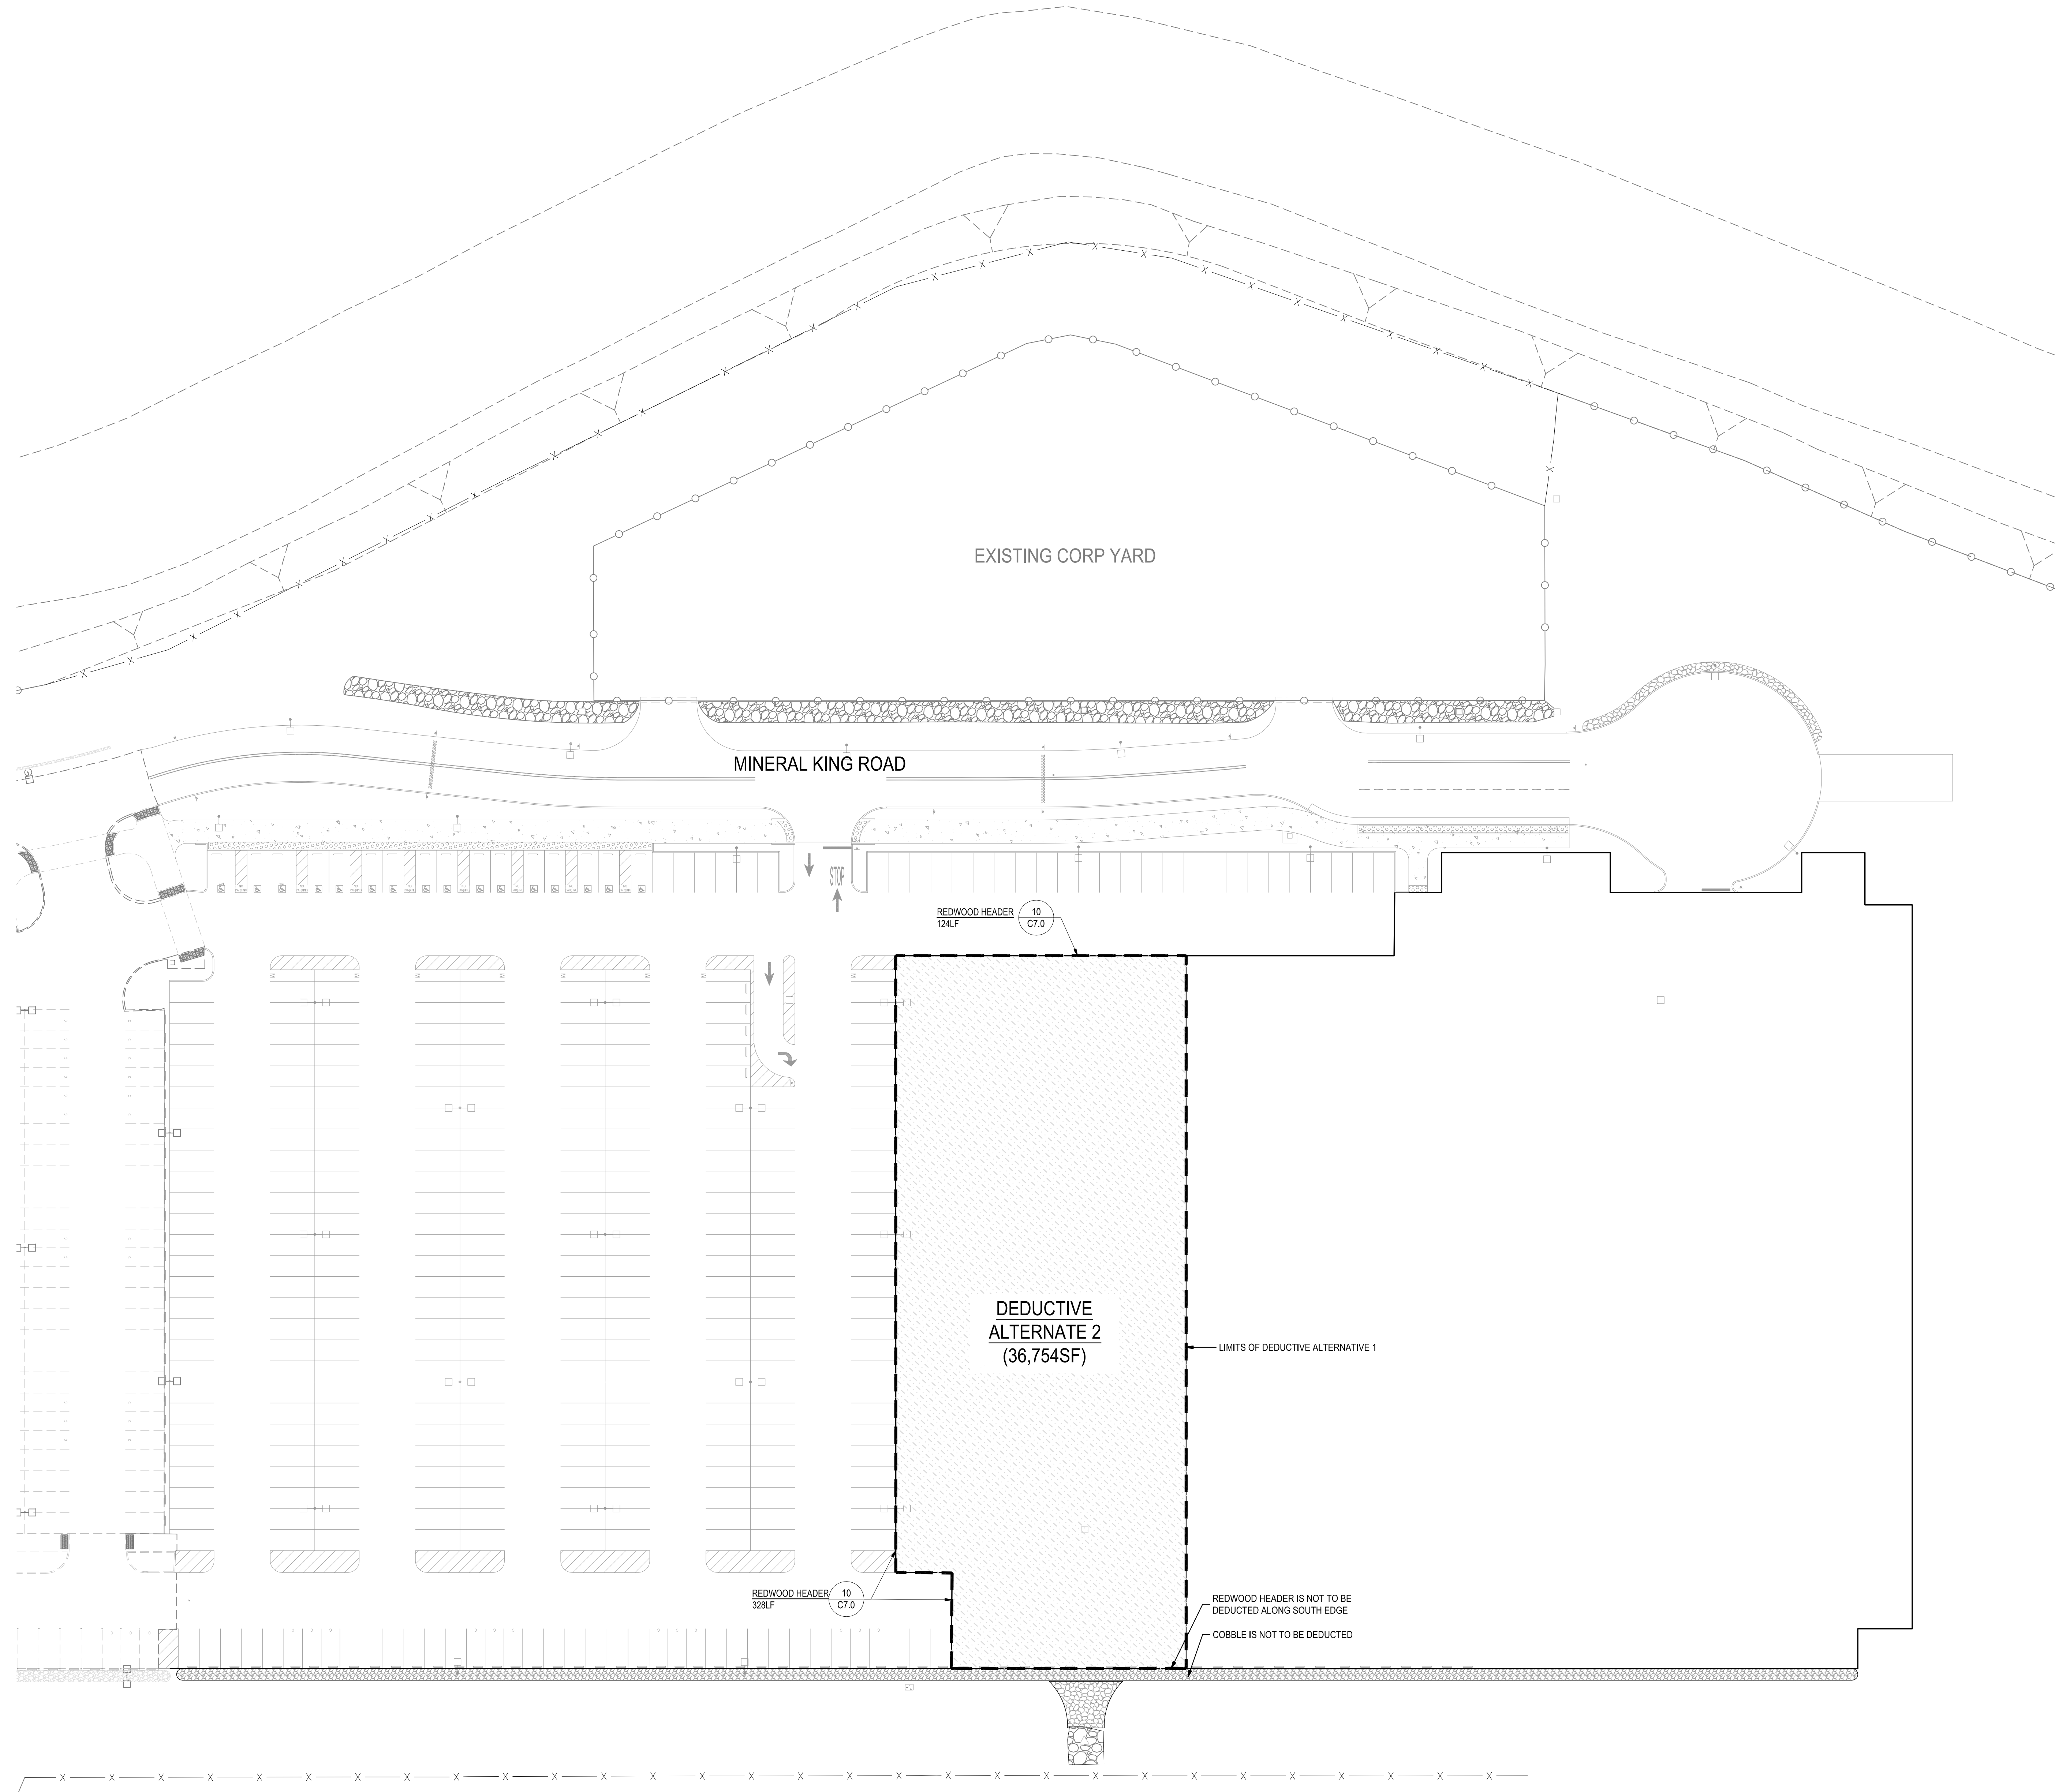 EXISTING CORP YARD
MINERAL KING ROAD
STOP
REDWOOD HEADER
124LF
10
C7.0
DEDUCTIVE
ALTERNATE 2
(36,754SF)
LIMITS OF DEDUCTIVE ALTERNATIVE 1
REDWOOD HEADER
328LF
10
C7.0
REDWOOD HEADER IS NOT TO BE
DEDUCTED ALONG SOUTH EDGE
COBBLE IS NOT TO BE DEDUCTED